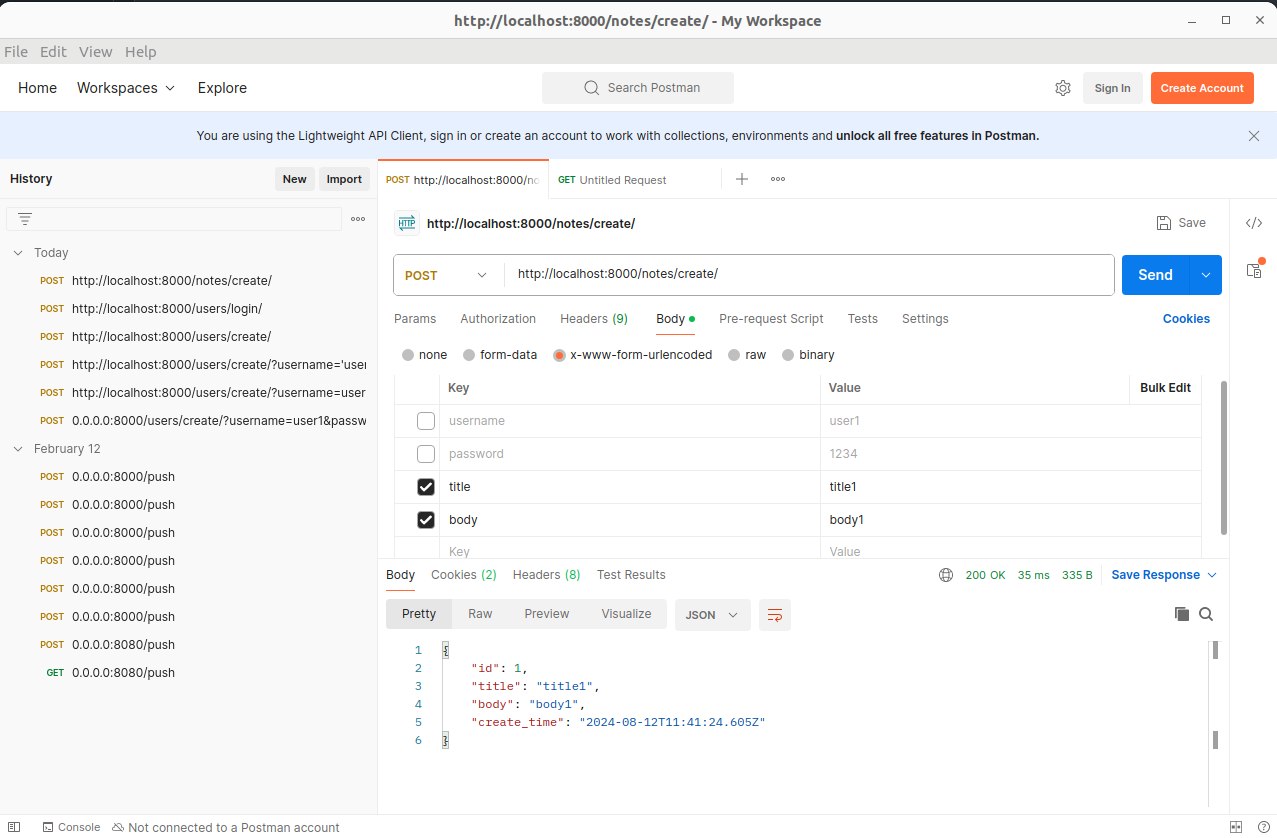 http://localhost:8000/notes/create/ - My Workspace
File Edit View Help
Home Workspaces Explore Search Postman Sign In Create Account
You are using the Lightweight API Client, sign in or create an account to work with collections, environments and unlock all free features in Postman.
History New Import
POST http://localhost:8000/no GET Untitled Request
HTTP http://localhost:8000/notes/create/ Save
Today
POST http://localhost:8000/notes/create/
POST http://localhost:8000/users/login/
POST http://localhost:8000/users/create/
POST http://localhost:8000/users/create/?username='user
POST http://localhost:8000/users/create/?username=user
POST 0.0.0.0:8000/users/create/?username=user1&passw
February 12
POST 0.0.0.0:8000/push
POST 0.0.0.0:8000/push
POST 0.0.0.0:8000/push
POST 0.0.0.0:8000/push
POST 0.0.0.0:8000/push
POST 0.0.0.0:8000/push
POST 0.0.0.0:8080/push
GET 0.0.0.0:8080/push
POST http://localhost:8000/notes/create/ Send
Params Authorization Headers (9) Body Pre-request Script Tests Settings Cookies
none form-data x-www-form-urlencoded raw binary
Key Value Bulk Edit
username user1
password 1234
title title1
body body1
Key Value
Body Cookies (2) Headers (8) Test Results 200 OK 35 ms 335 B Save Response
Pretty Raw Preview Visualize JSON
1 {
2 "id": 1,
3 "title": "title1",
4 "body": "body1",
5 "create_time": "2024-08-12T11:41:24.605Z"
6 }
Console Not connected to a Postman account